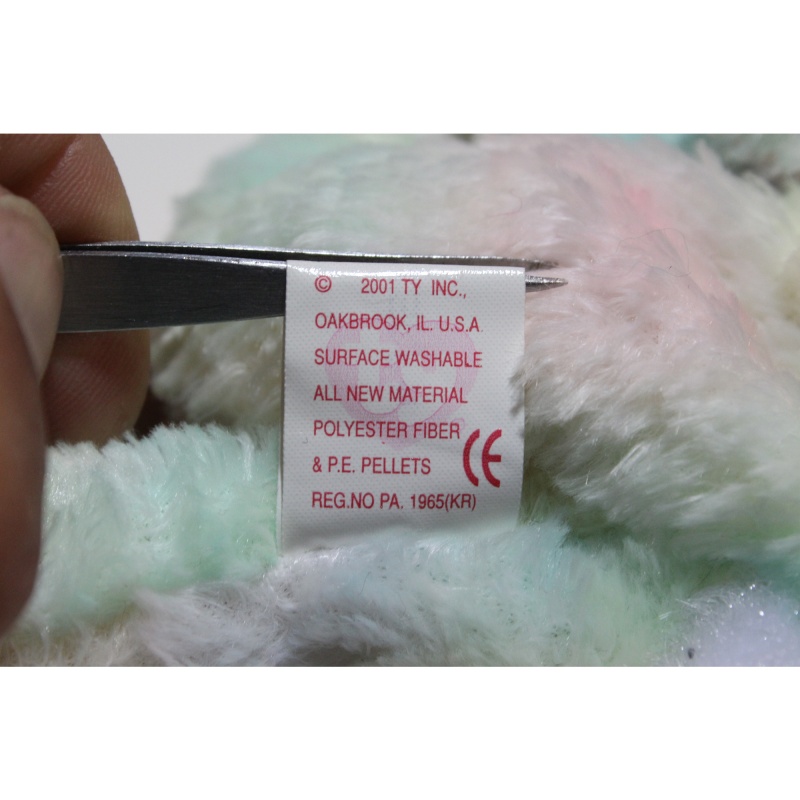 © 2001 TY INC.,
OAKBROOK, IL. U.S.A
SURFACE WASHABLE
ALL NEW MATERIAL
POLYESTER FIBER
& P.E. PELLETS CE
REG.NO PA. 1965(KR)